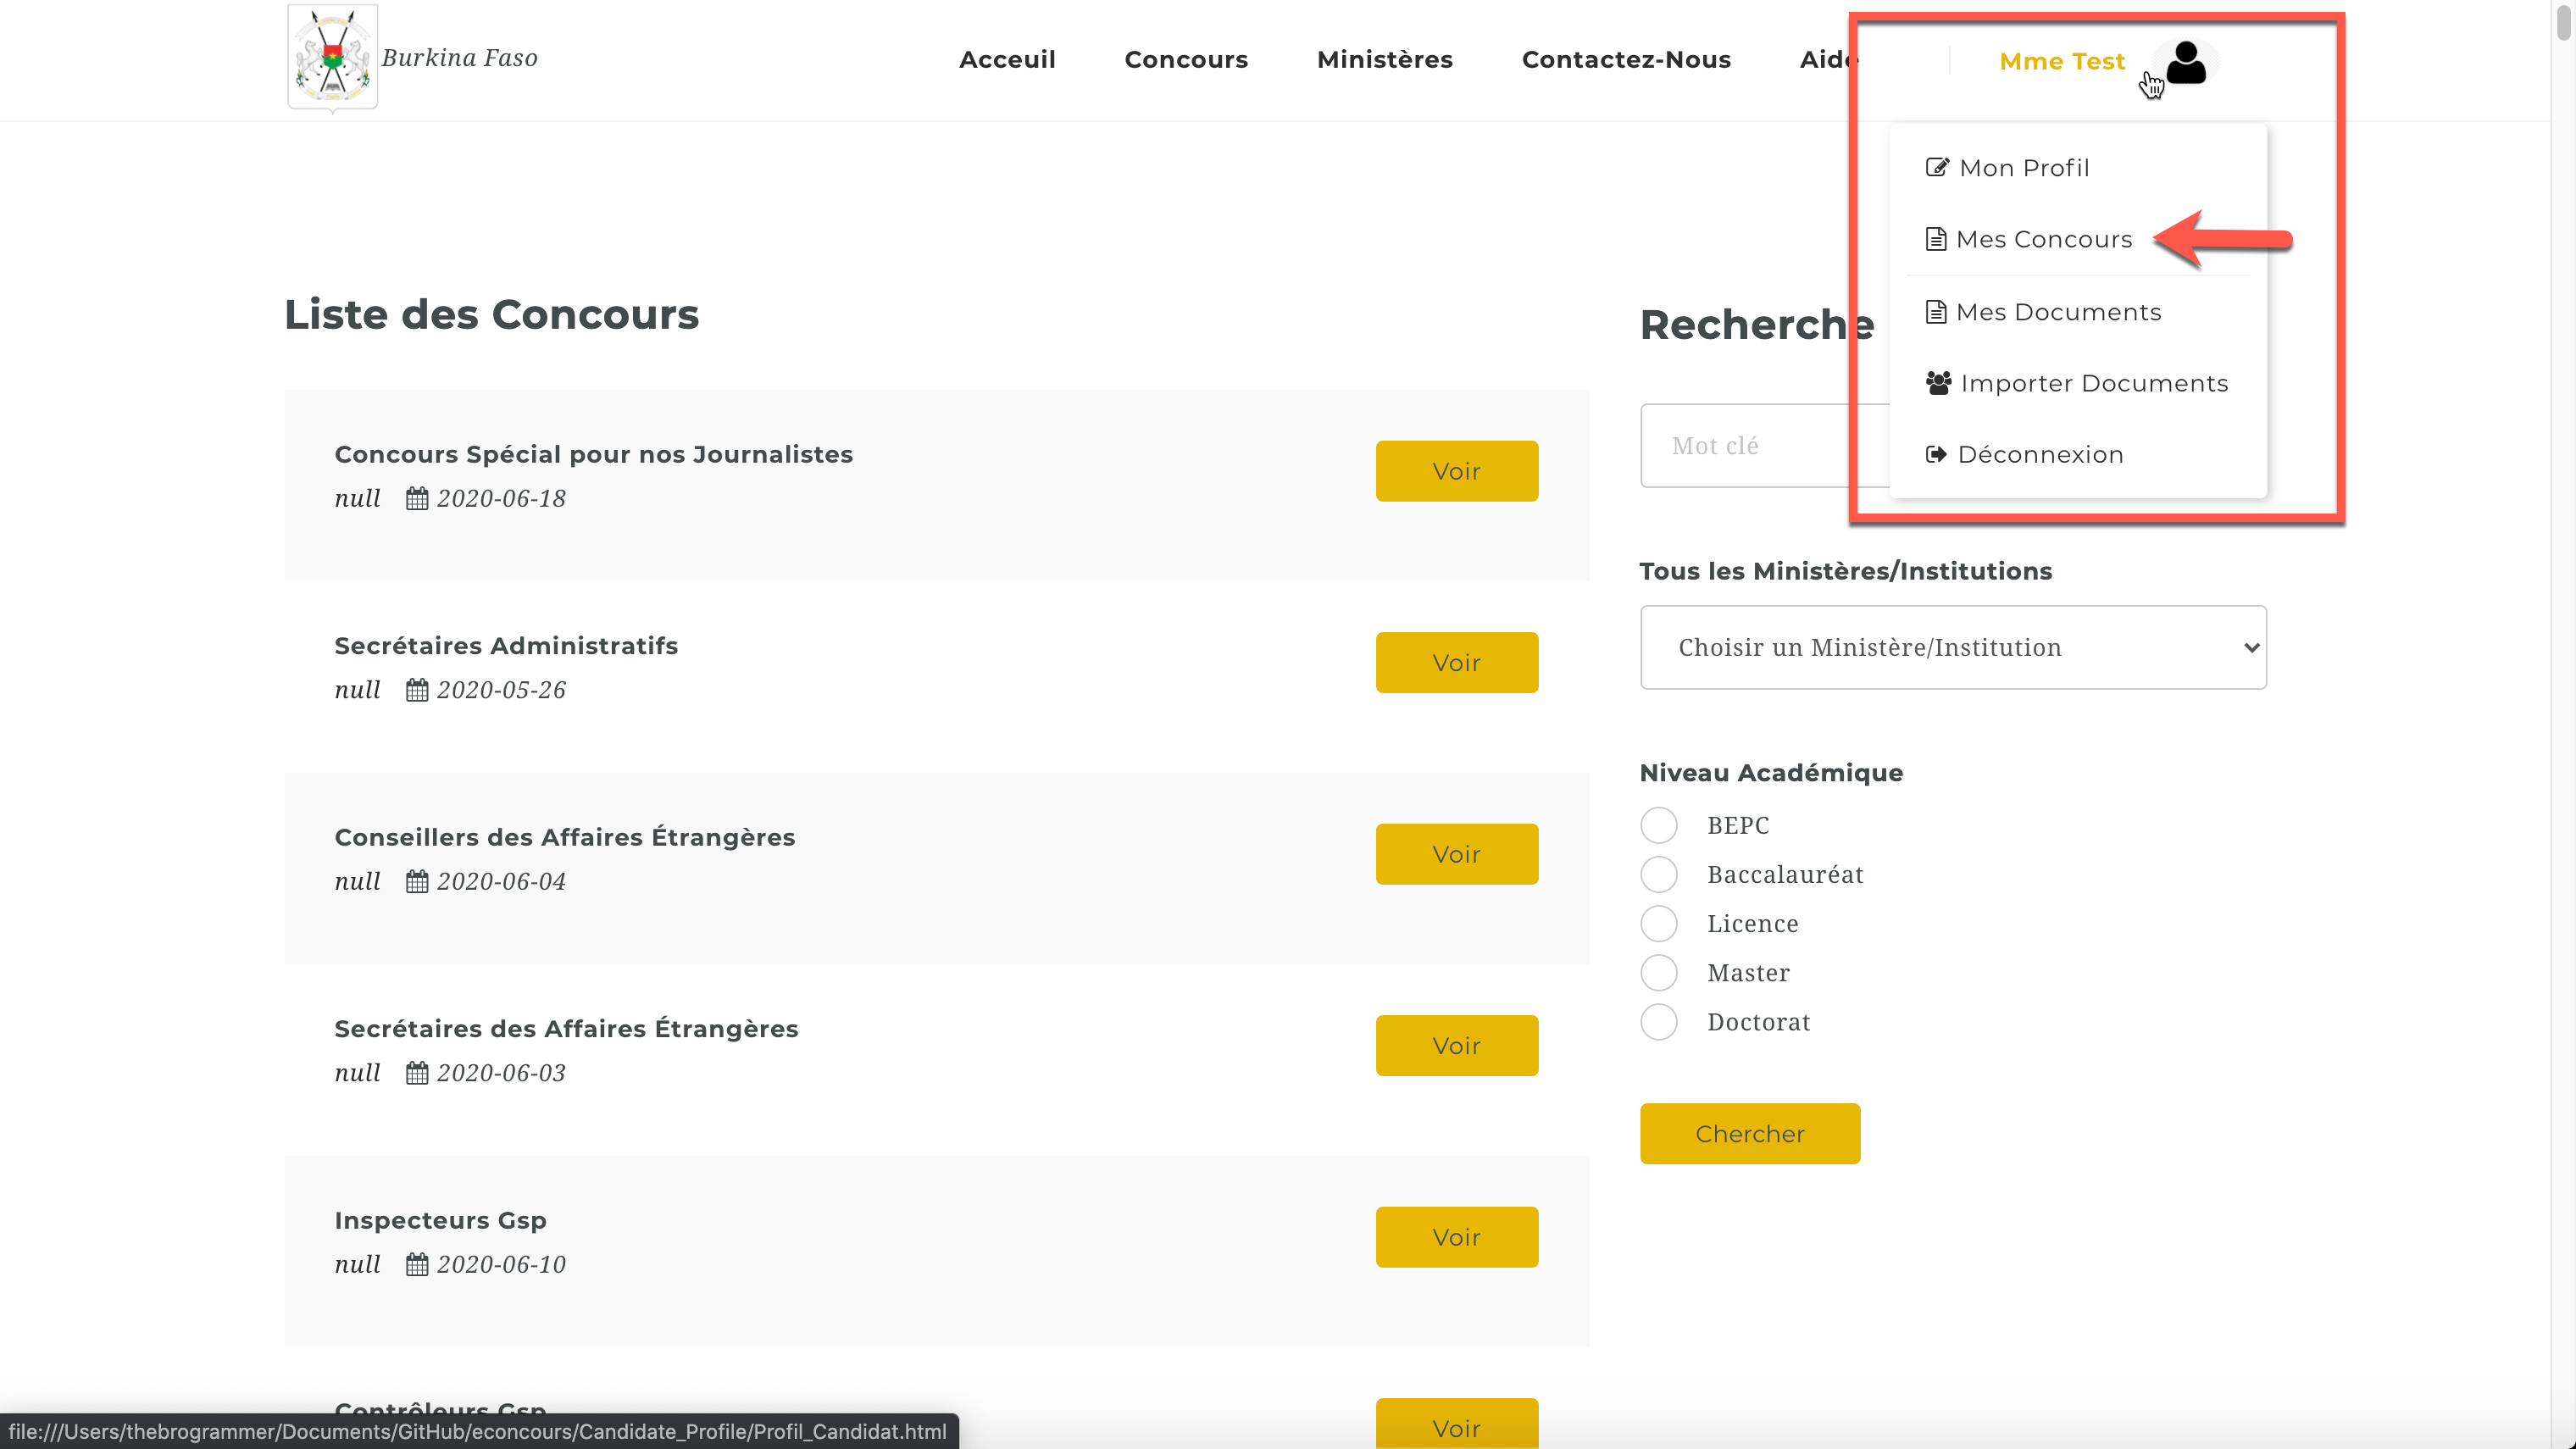 Burkina Faso
Acceuil Concours Ministères Contactez-Nous Aide Mme Test
Mon Profil
Mes Concours
Mes Documents
Importer Documents
Déconnexion
Liste des Concours
Concours Spécial pour nos Journalistes
null 2020-06-18
Voir
Secrétaires Administratifs
null 2020-05-26
Voir
Conseillers des Affaires Étrangères
null 2020-06-04
Voir
Secrétaires des Affaires Étrangères
null 2020-06-03
Voir
Inspecteurs Gsp
null 2020-06-10
Voir
Contrôleurs Gsp
Voir
Recherche
Mot clé
Tous les Ministères/Institutions
Choisir un Ministère/Institution
Niveau Académique
BEPC
Baccalauréat
Licence
Master
Doctorat
Chercher
file:///Users/thebrogrammer/Documents/GitHub/econcours/Candidate_Profile/Profil_Candidat.html